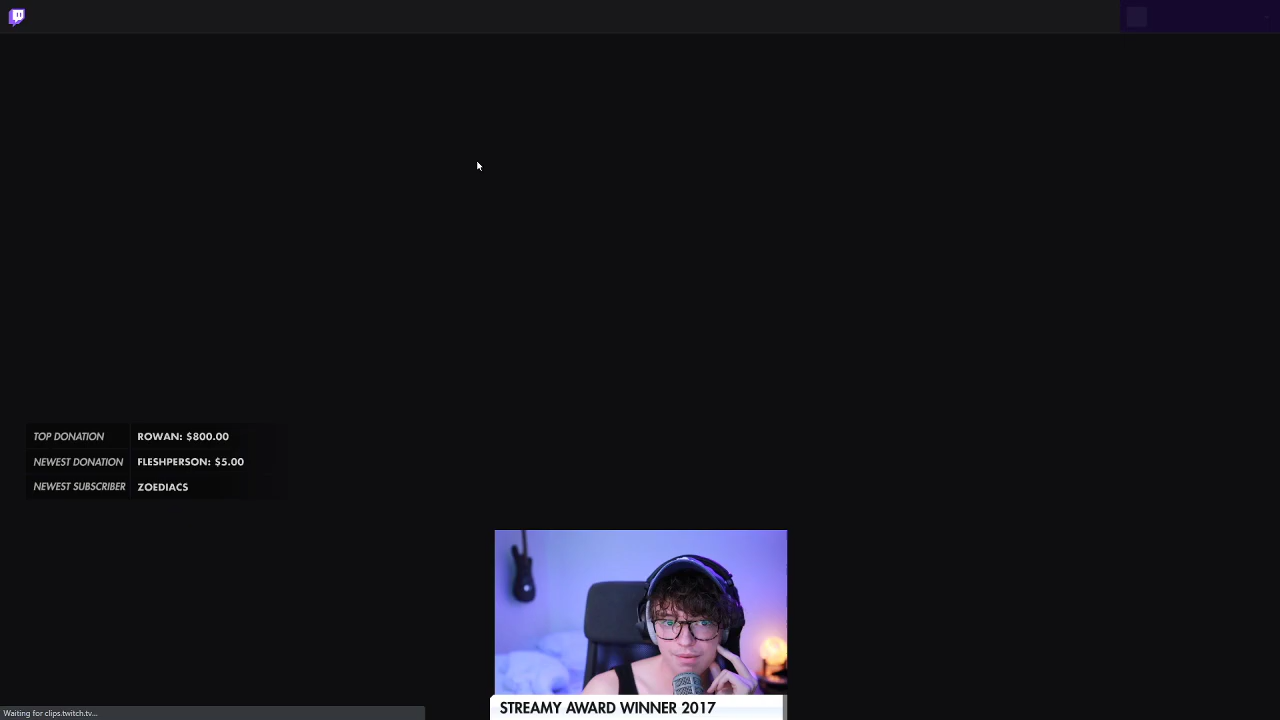 TOP DONATION ROWAN: $800.00
NEWEST DONATION FLESHPERSON: $5.00
NEWEST SUBSCRIBER ZOEDIACS
STREAMY AWARD WINNER 2017
Waiting for clips.twitch.tv...